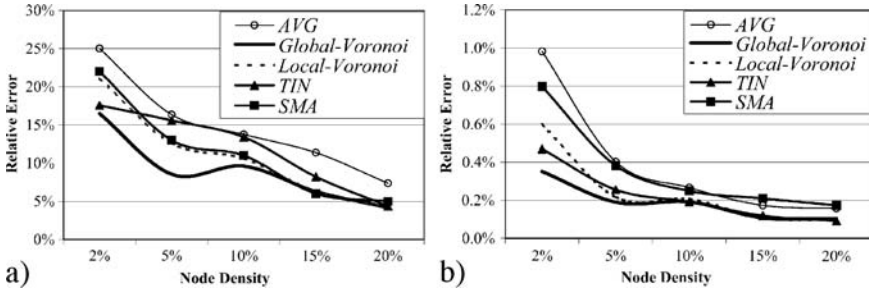 30%
25%
20%
15%
10%
5%
0%
Relative Error
AVG
Global-Voronoi
Local-Voronoi
TIN
SMA
2%
5%
10%
15%
20%
Node Density
a)
1.2%
1.0%
0.8%
0.6%
0.4%
0.2%
0.0%
Relative Error
AVG
Global-Voronoi
Local-Voronoi
TIN
SMA
2%
5%
10%
15%
20%
Node Density
b)